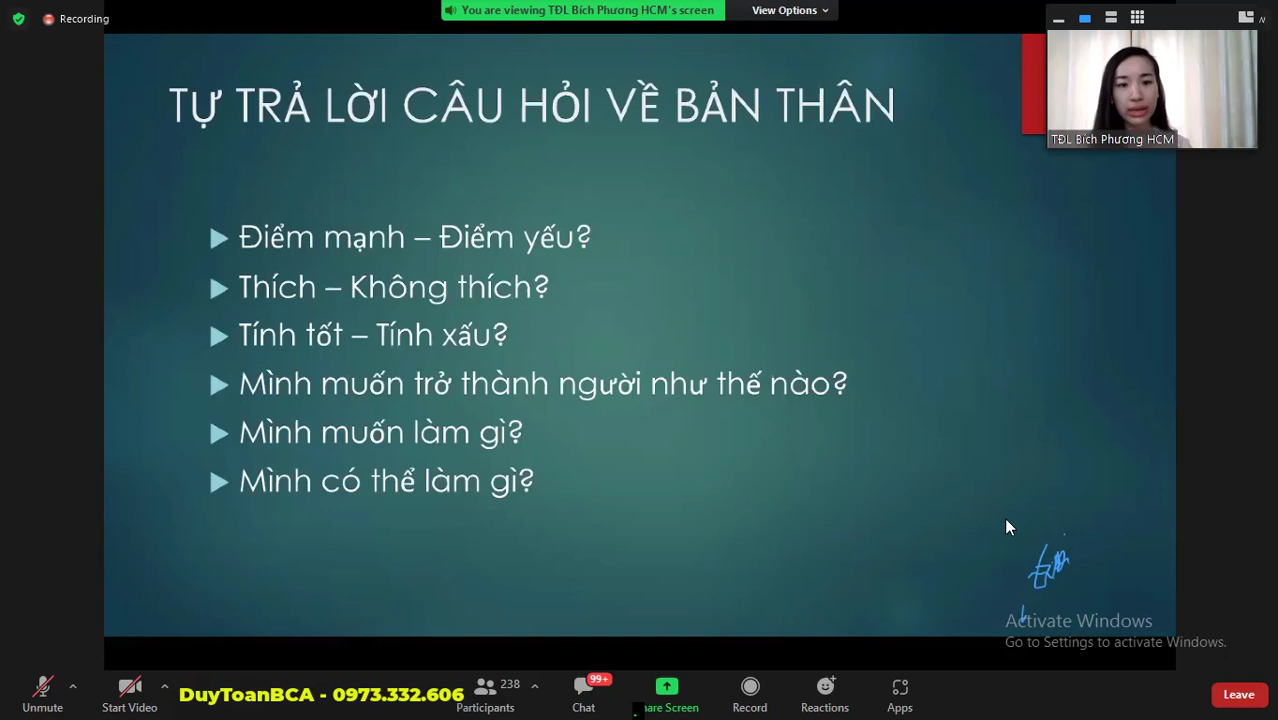 Recording
You are viewing TĐL Bích Phương HCM's screen
View Options
TỰ TRẢ LỜI CÂU HỎI VỀ BẢN THÂN
TĐL Bích Phương HCM
Điểm mạnh – Điểm yếu?
Thích – Không thích?
Tính tốt – Tính xấu?
Mình muốn trở thành người như thế nào?
Mình muốn làm gì?
Mình có thể làm gì?
Activate Windows
Go to Settings to activate Windows.
DuyToanBCA - 0973.332.606
238
99+
Unmute
Start Video
Participants
Chat
hare Screen
Record
Reactions
Apps
Leave